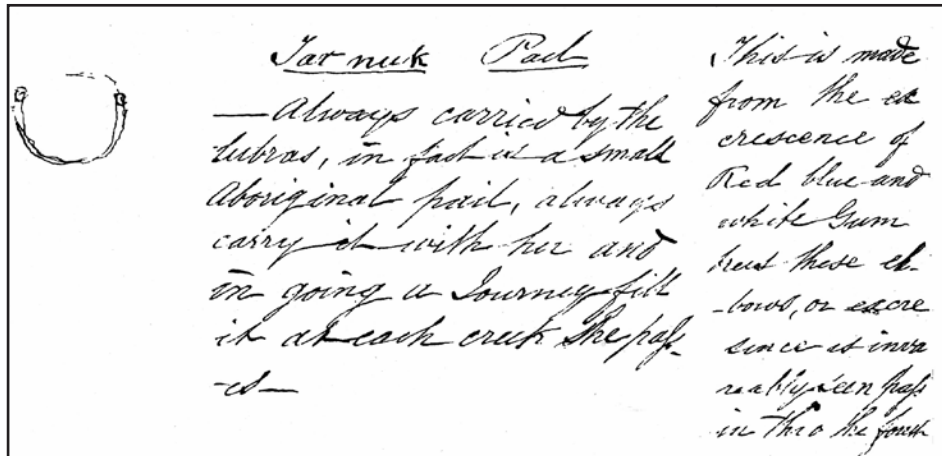 Tarnuk Pail
—Always carried by the
lubras, in fact is a small
Aboriginal pail, always
carry it with her and
in going a Journey fill
it at each creek She pass-
-es—
This is made
from the ex
crescence of
Red blue and
white Gum
trees these el-
-bows, or excre
sence is inva
reably seen pass
in thro the forest